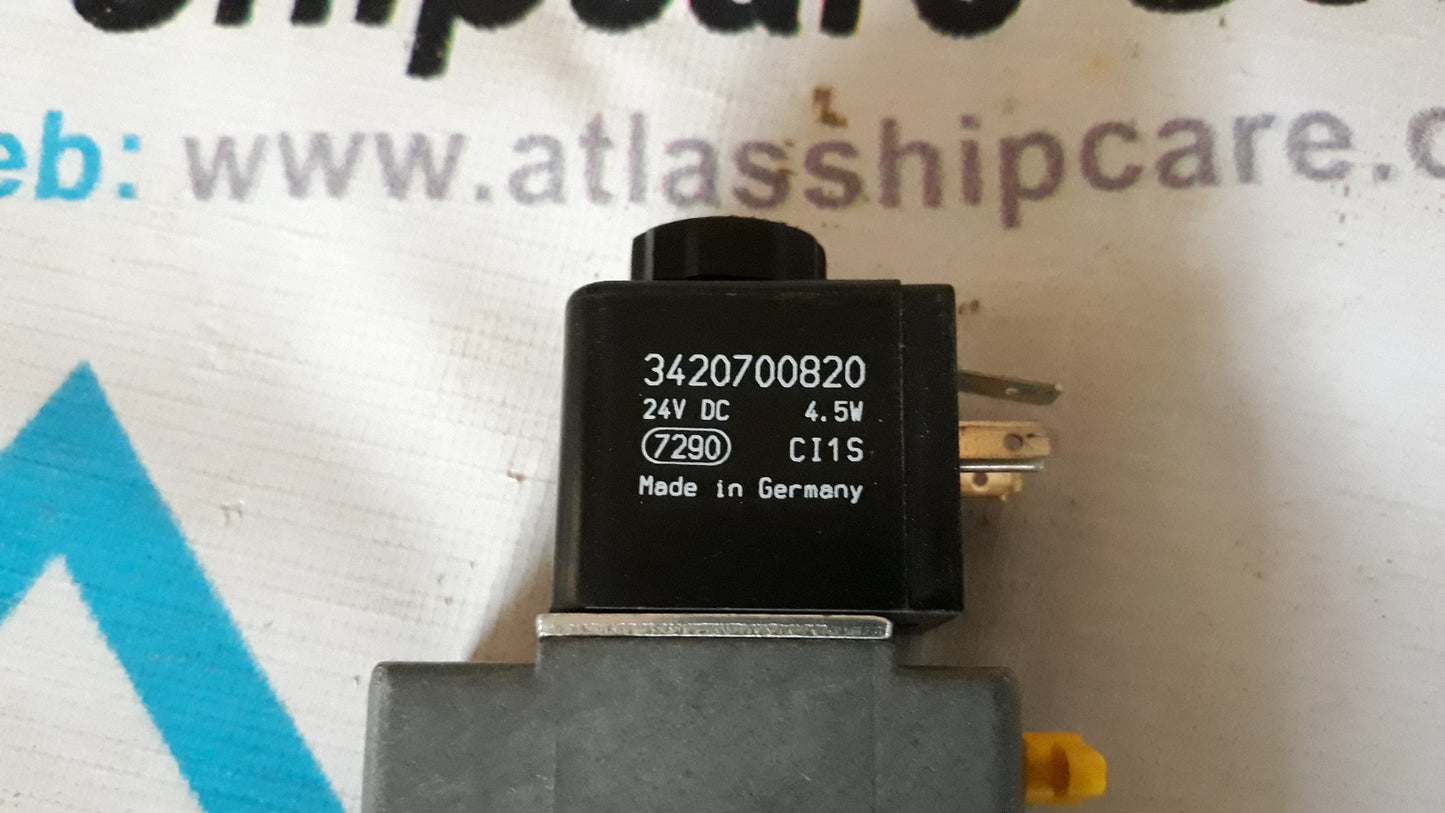 eb: www.atlasshipcare.c
3420700820
24V DC 4.5W
7290 CI1S
Made in Germany